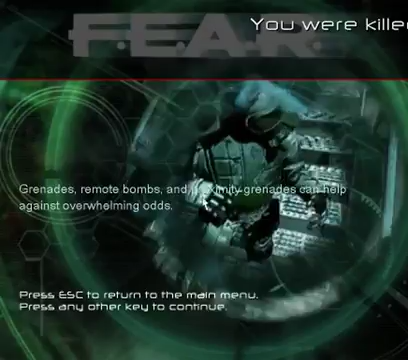 F.E.A.R.
You were kille
Grenades, remote bombs, and proximity grenades can help
against overwhelming odds.
Press ESC to return to the main menu.
Press any other key to continue.